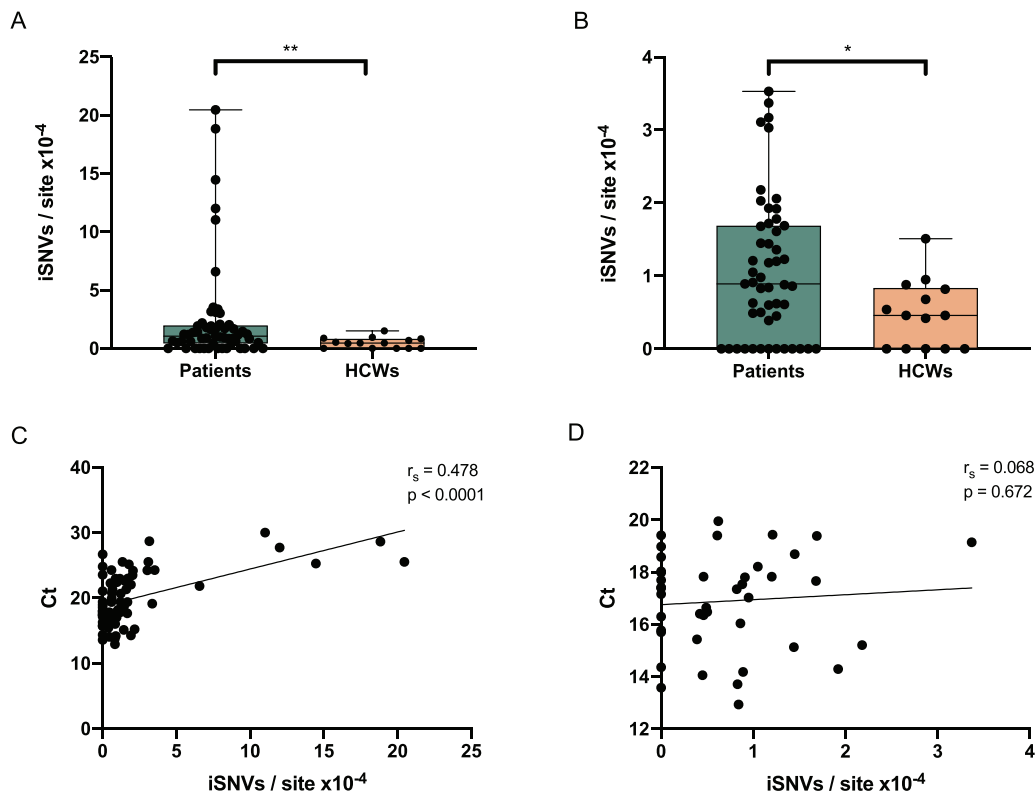 A
**
25
20
15
10
5
0
iSNVs / site x10-4
Patients
HCWs
B
*
4
3
2
1
0
iSNVs / site x10-4
Patients
HCWs
C
rs = 0.478
p < 0.0001
40
30
20
10
0
Ct
0 5 10 15 20 25
iSNVs / site x10-4
D
rs = 0.068
p = 0.672
22
20
18
16
14
12
Ct
0 1 2 3 4
iSNVs / site x10-4